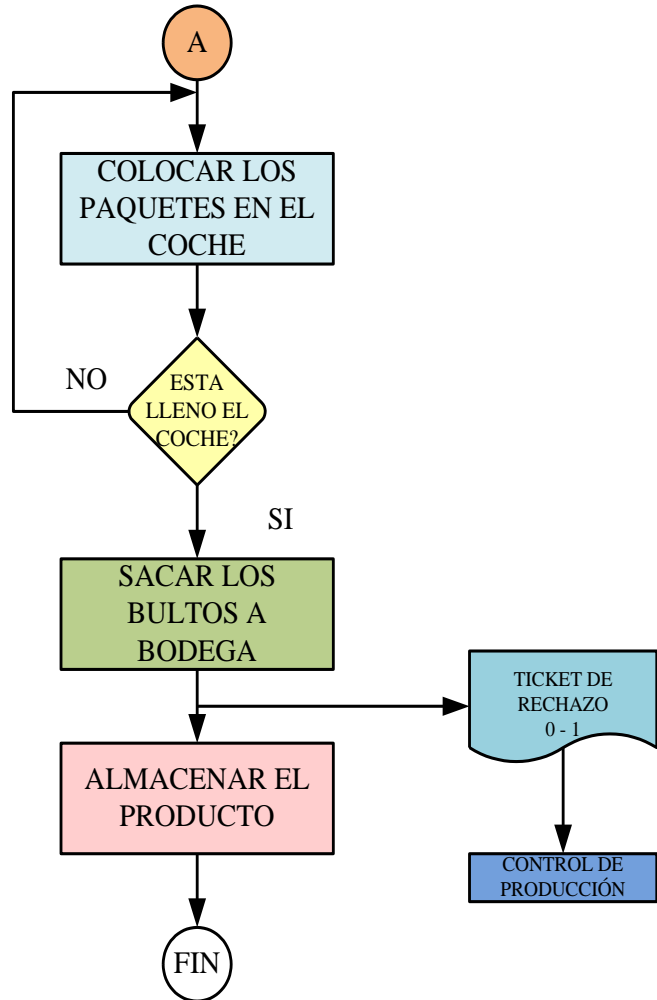 A
COLOCAR LOS
PAQUETES EN EL
COCHE
NO
ESTA
LLENO EL
COCHE?
SI
SACAR LOS
BULTOS A
BODEGA
TICKET DE
RECHAZO
0 - 1
ALMACENAR EL
PRODUCTO
CONTROL DE
PRODUCCIÓN
FIN